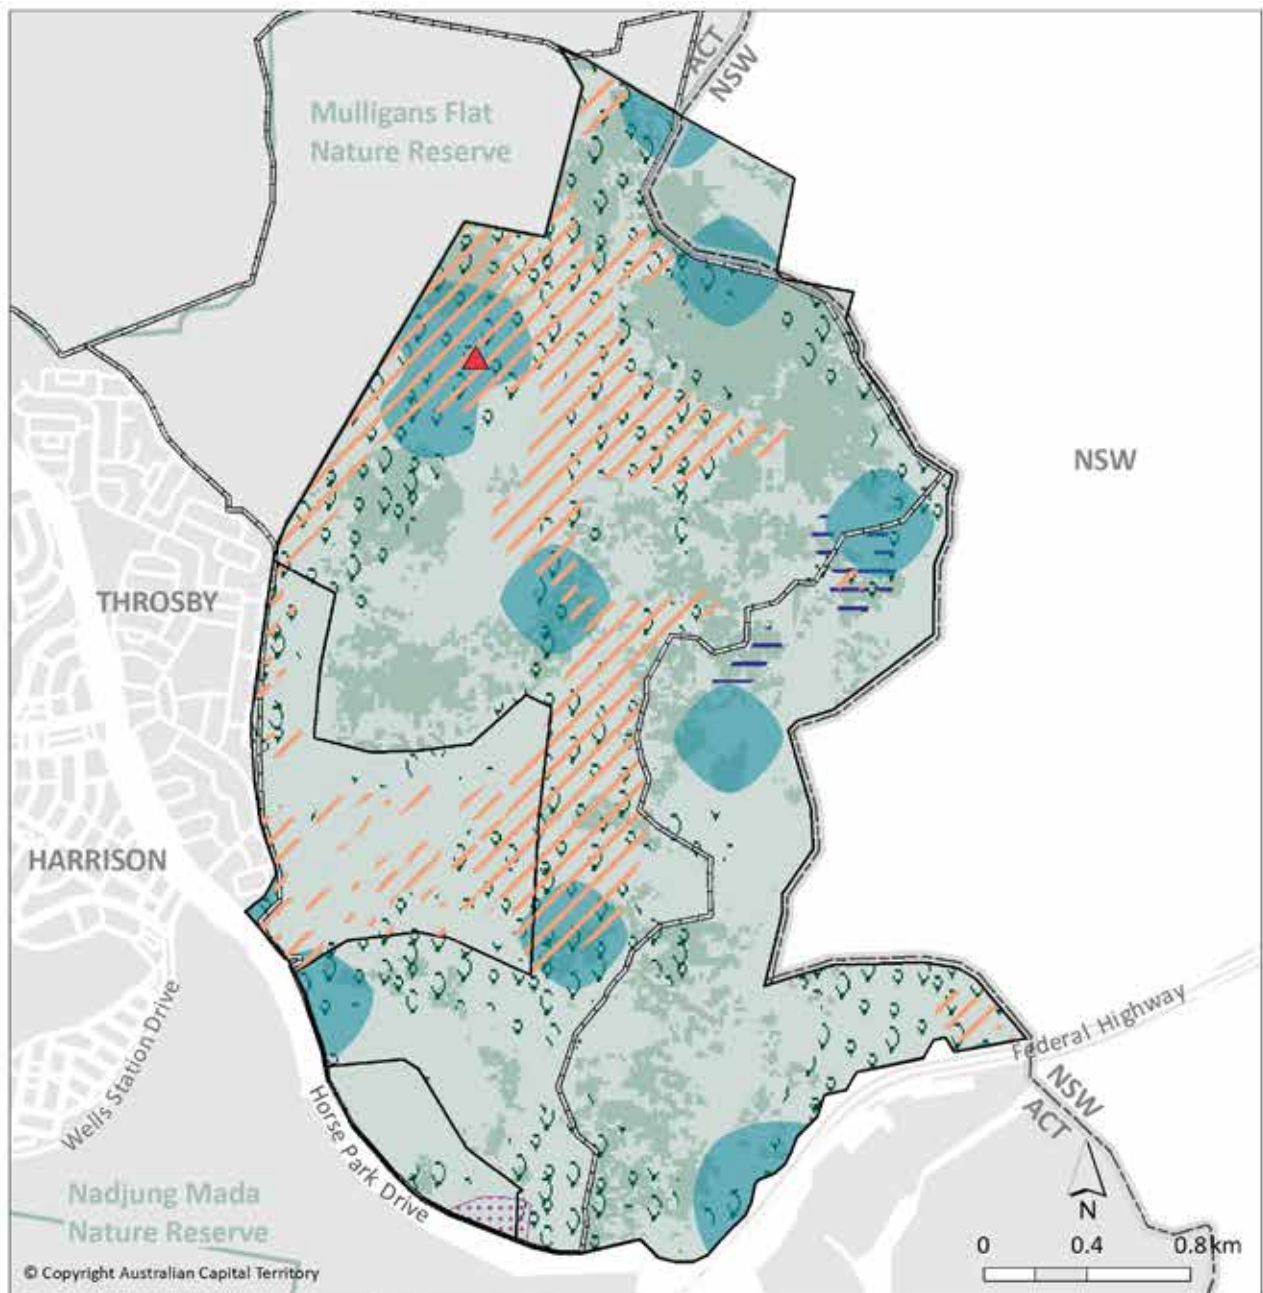 ACT
NSW
Mulligans Flat
Nature Reserve
NSW
THROSBY
HARRISON
Wells Station Drive
Federal Highway
Horse Park Drive
NSW
ACT
Nadjung Mada
Nature Reserve
N
0 0.4 0.8 km
© Copyright Australian Capital Territory